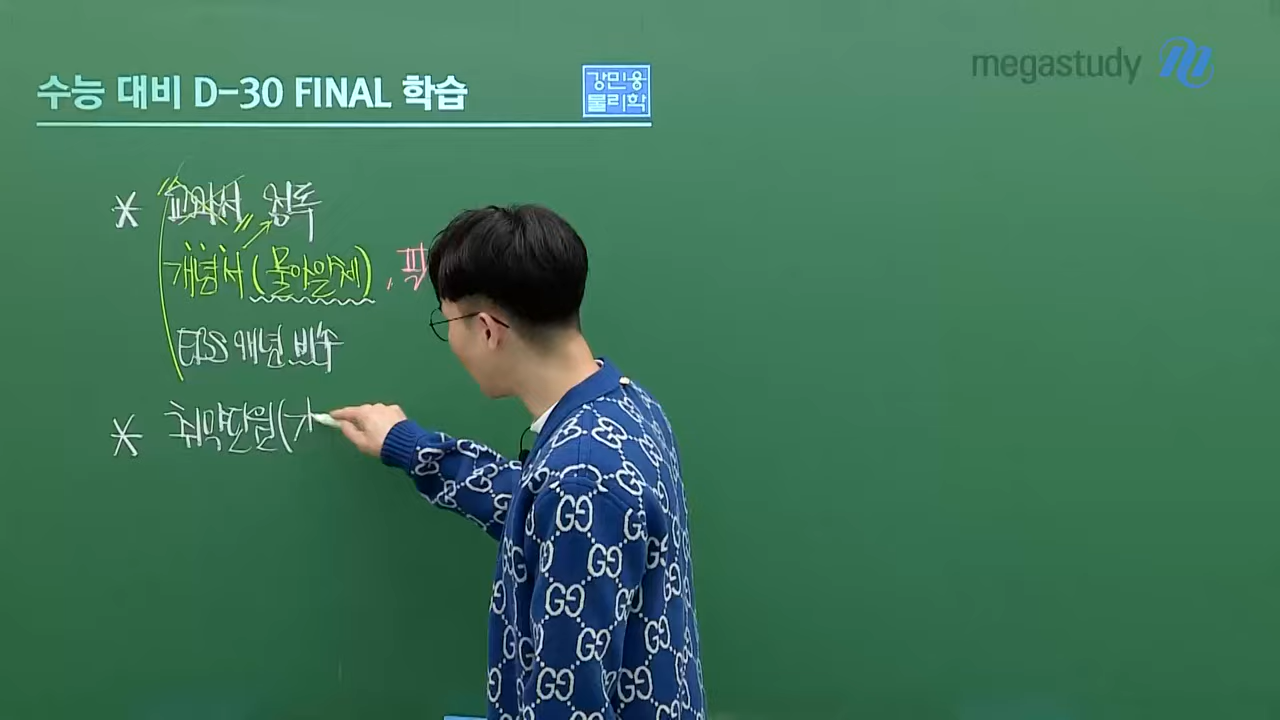 megastudy
수능 대비 D-30 FINAL 학습
강민웅
물리학
* 교과서 정독
개념서 (물아일체), 필
EBS 개념 변수
* 취약단원(